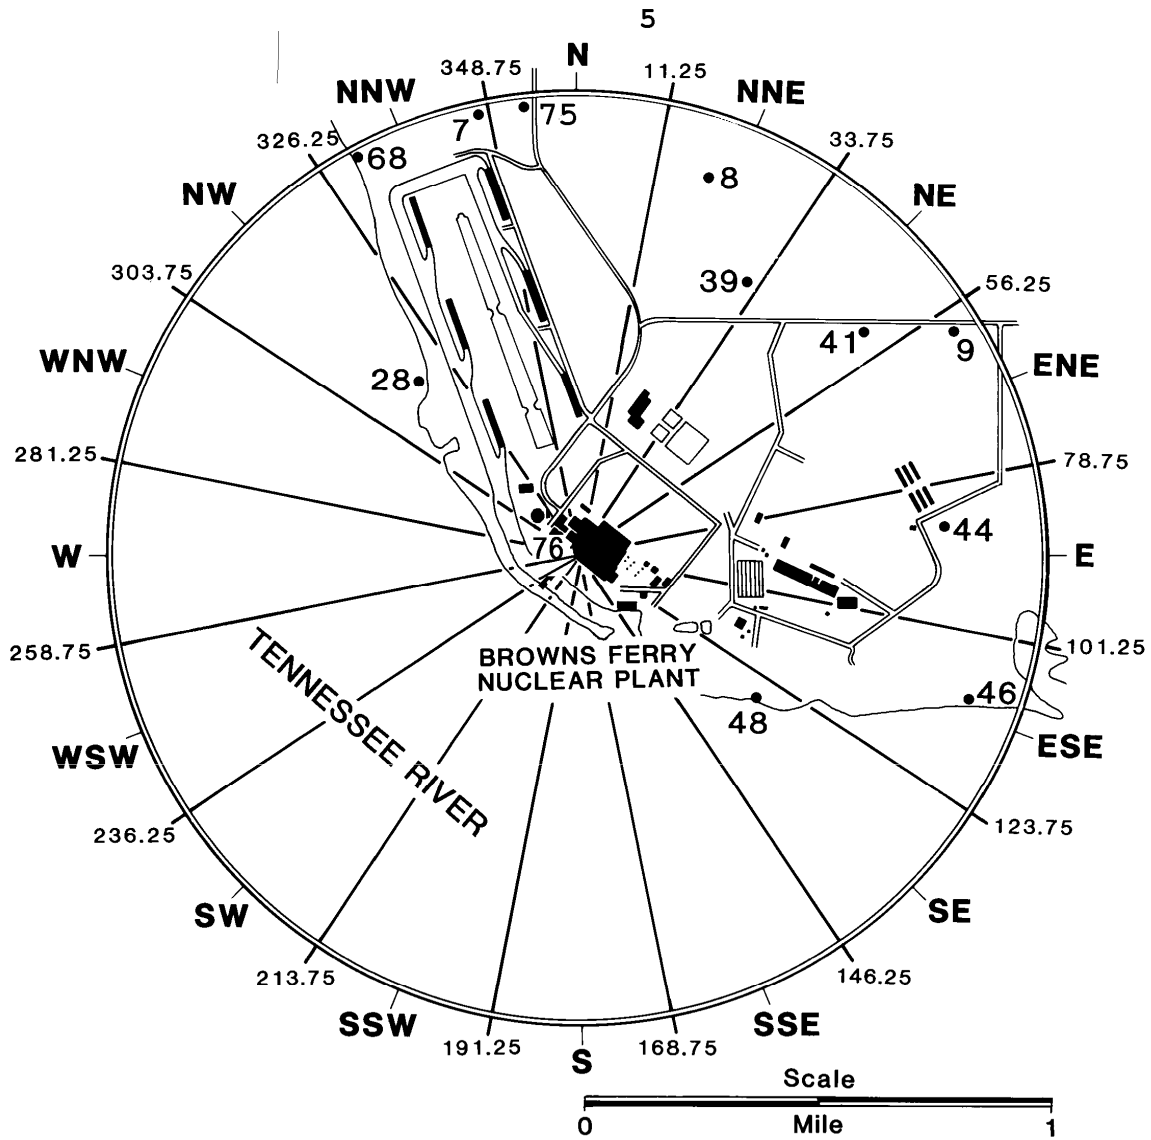 5
N
348.75
11.25
NNW
NNE
7
75
326.25
33.75
68
8
NW
NE
303.75
39
56.25
41
9
WNW
ENE
28
281.25
78.75
44
W
76
E
258.75
101.25
BROWNS FERRY
NUCLEAR PLANT
TENNESSEE RIVER
46
48
WSW
ESE
236.25
123.75
SW
SE
213.75
146.25
SSW
SSE
191.25
168.75
S
Scale
0
Mile
1